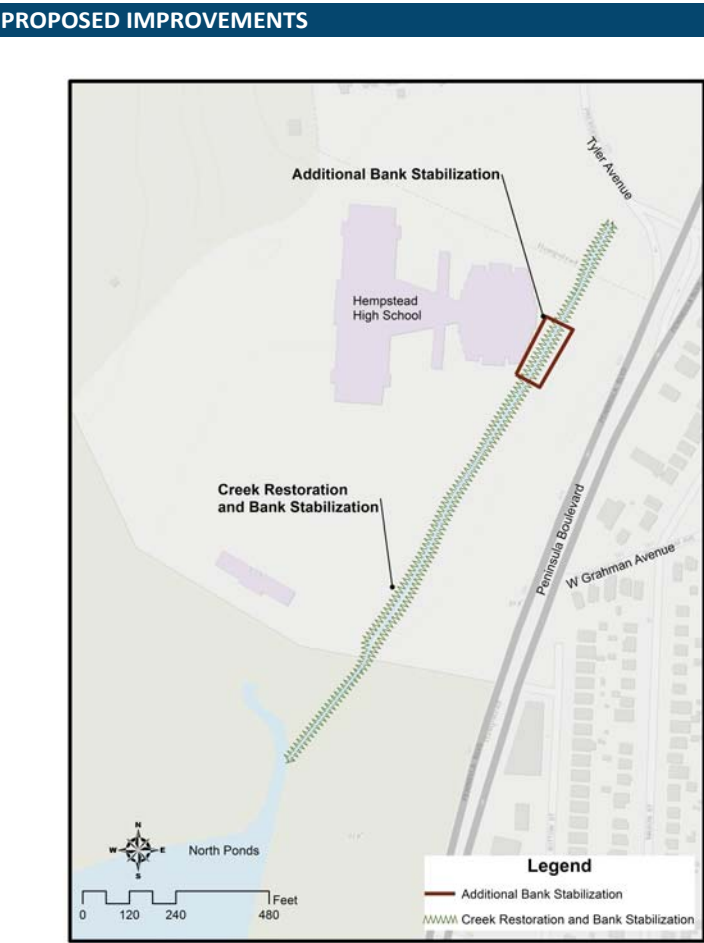 PROPOSED IMPROVEMENTS
Tyler Avenue
Additional Bank Stabilization
Hempstead
Hempstead
High School
Creek Restoration
and Bank Stabilization
Peninsula Boulevard
W Grahman Avenue
N
W
E
S
North Ponds
Feet
0
120
240
480
Legend
Additional Bank Stabilization
Creek Restoration and Bank Stabilization